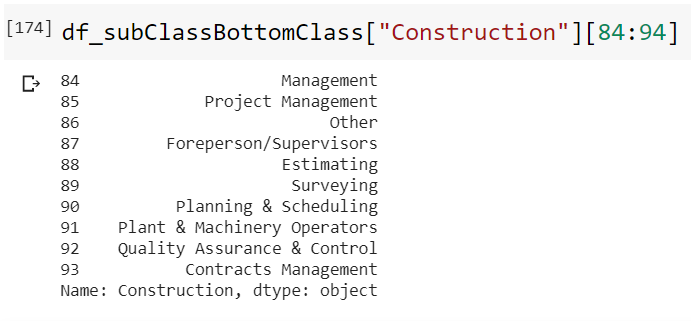 [174] df_subClassBottomClass["Construction"][84:94]
84 Management
85 Project Management
86 Other
87 Foreperson/Supervisors
88 Estimating
89 Surveying
90 Planning & Scheduling
91 Plant & Machinery Operators
92 Quality Assurance & Control
93 Contracts Management
Name: Construction, dtype: object